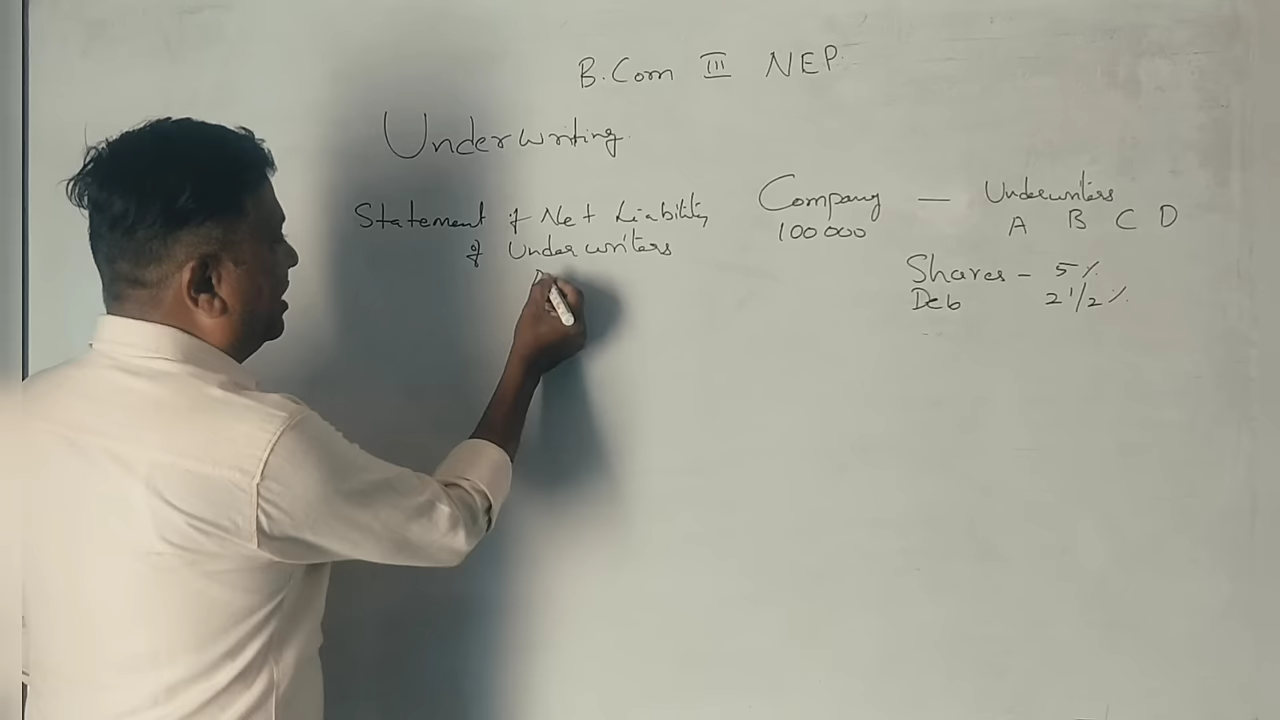 B.Com III NEP
Underwriting
Statement of Net Liability
of Underwriters
Company — Underwriters
100000 A B C D
Shares - 5%
Deb 2 1/2 %